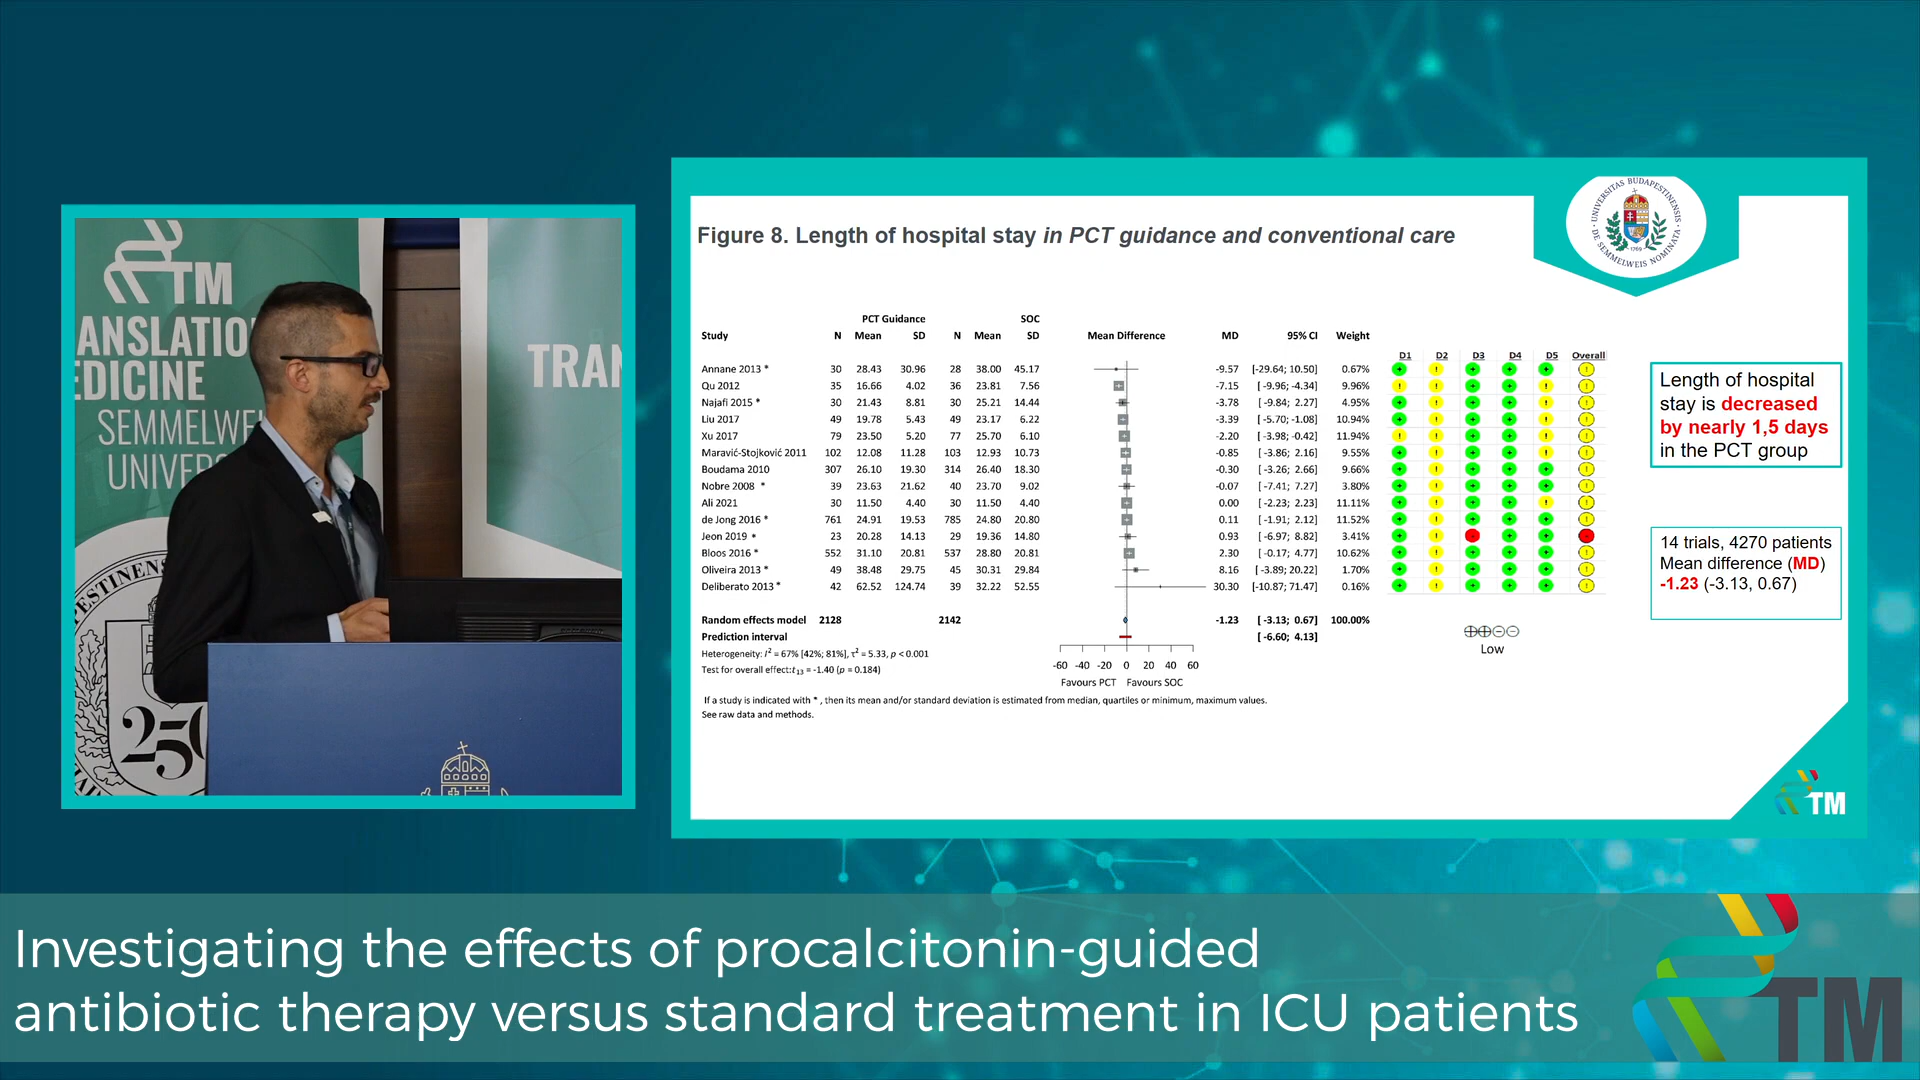 TM
ANSLATIO
EDICINE
SEMMELWE
UNIVER
250
TRAN
UNIVERSITAS BUDAPESTINENSIS
DE SEMMELWEIS NOMINATA
1769
Figure 8. Length of hospital stay in PCT guidance and conventional care
PCT Guidance SOC
Study N Mean SD N Mean SD Mean Difference MD 95% CI Weight
D1 D2 D3 D4 D5 Overall
Annane 2013 * 30 28.43 30.96 28 38.00 45.17 -9.57 [-29.64; 10.50] 0.67%
Qu 2012 35 16.66 4.02 36 23.81 7.56 -7.15 [ -9.96; -4.34] 9.96%
Najafi 2015 * 30 21.43 8.81 30 25.21 14.44 -3.78 [ -9.84; 2.27] 4.95%
Liu 2017 49 19.78 5.43 49 23.17 6.22 -3.39 [ -5.70; -1.08] 10.94%
Xu 2017 79 23.50 5.20 77 25.70 6.10 -2.20 [ -3.98; -0.42] 11.94%
Maravić-Stojković 2011 102 12.08 11.28 103 12.93 10.73 -0.85 [ -3.86; 2.16] 9.55%
Boudama 2010 307 26.10 19.30 314 26.40 18.30 -0.30 [ -3.26; 2.66] 9.66%
Nobre 2008 * 39 23.63 21.62 40 23.70 9.02 -0.07 [ -7.41; 7.27] 3.80%
Ali 2021 30 11.50 4.40 30 11.50 4.40 0.00 [ -2.23; 2.23] 11.11%
de Jong 2016 * 761 24.91 19.53 785 24.80 20.80 0.11 [ -1.91; 2.12] 11.52%
Jeon 2019 * 23 20.28 14.13 29 19.36 14.80 0.93 [ -6.97; 8.82] 3.41%
Bloos 2016 * 552 31.10 20.81 537 28.80 20.81 2.30 [ -0.17; 4.77] 10.62%
Oliveira 2013 * 49 38.48 29.75 45 30.31 29.84 8.16 [ -3.89; 20.22] 1.70%
Deliberato 2013 * 42 62.52 124.74 39 32.22 52.55 30.30 [-10.87; 71.47] 0.16%
Random effects model 2128 2142 -1.23 [ -3.13; 0.67] 100.00%
Prediction interval [ -6.60; 4.13]
Heterogeneity: I² = 67% [42%; 81%], τ² = 5.33, p < 0.001
Test for overall effect:t₁₃ = -1.40 (p = 0.184)
-60 -40 -20 0 20 40 60
Favours PCT Favours SOC
If a study is indicated with * , then its mean and/or standard deviation is estimated from median, quartiles or minimum, maximum values.
See raw data and methods.
Low
Length of hospital
stay is decreased
by nearly 1,5 days
in the PCT group
14 trials, 4270 patients
Mean difference (MD)
-1.23 (-3.13, 0.67)
TM
Investigating the effects of procalcitonin-guided
antibiotic therapy versus standard treatment in ICU patients
TM